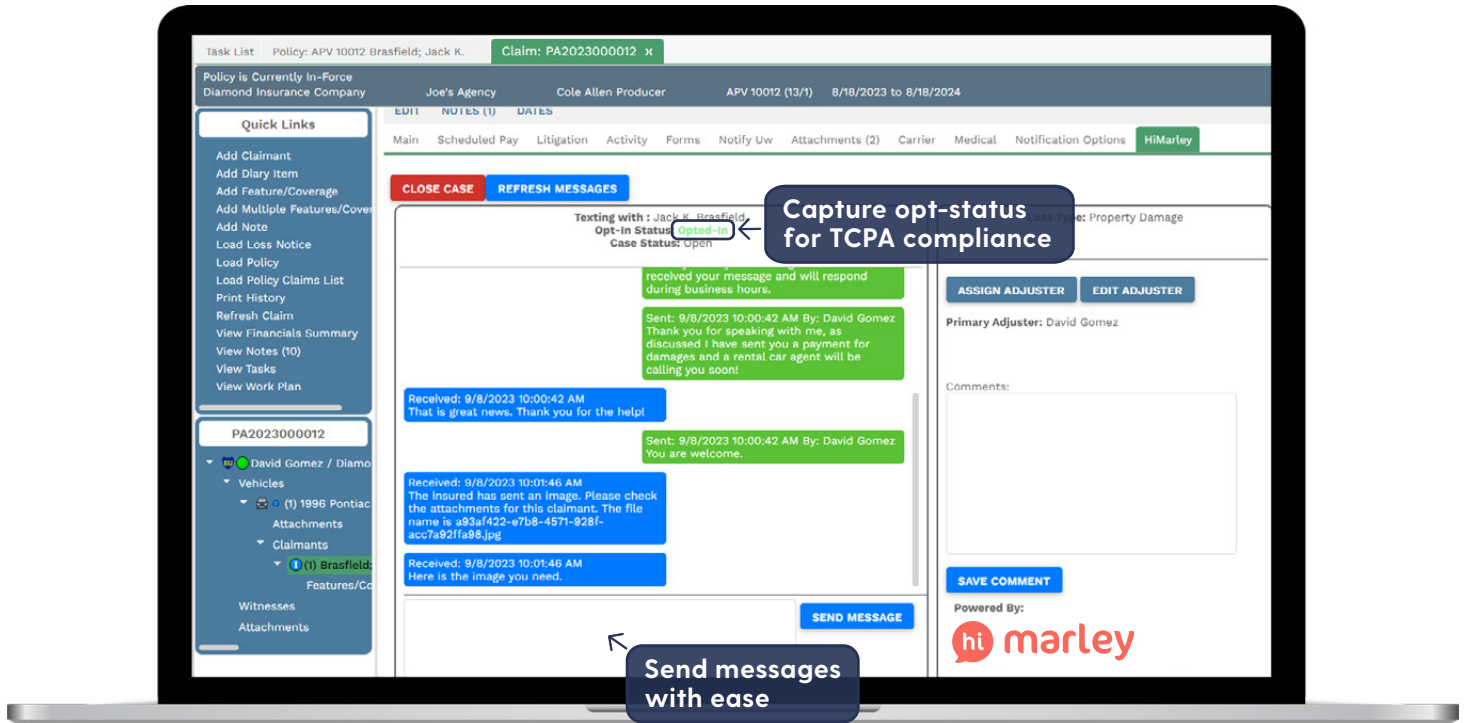 Task List Policy: APV 10012 Brasfield; Jack K. Claim: PA2023000012 x
Policy is Currently In-Force
Diamond Insurance Company Joe's Agency Cole Allen Producer APV 10012 (13/1) 8/18/2023 to 8/18/2024
Quick Links
Add Claimant
Add Diary Item
Add Feature/Coverage
Add Multiple Features/Cover
Add Note
Load Loss Notice
Load Policy
Load Policy Claims List
Print History
Refresh Claim
View Financials Summary
View Notes (10)
View Tasks
View Work Plan
PA2023000012
David Gomez / Diamo
Vehicles
(1) 1996 Pontiac
Attachments
Claimants
(1) Brasfield;
Features/Co
Witnesses
Attachments
EDIT NOTES (1) DATES
Main Scheduled Pay Litigation Activity Forms Notify Uw Attachments (2) Carrier Medical Notification Options HiMarley
CLOSE CASE REFRESH MESSAGES
Texting with : Jack K. Brasfield
Opt-In Status: Opted-In
Case Status: Open
Capture opt-status
for TCPA compliance
Type: Property Damage
received your message and will respond
during business hours.
Sent: 9/8/2023 10:00:42 AM By: David Gomez
Thank you for speaking with me, as
discussed I have sent you a payment for
damages and a rental car agent will be
calling you soon!
Received: 9/8/2023 10:00:42 AM
That is great news. Thank you for the help!
Sent: 9/8/2023 10:00:42 AM By: David Gomez
You are welcome.
Received: 9/8/2023 10:01:46 AM
The insured has sent an image. Please check
the attachments for this claimant. The file
name is a93af422-e7b8-4571-928f-
acc7a92ffa98.jpg
Received: 9/8/2023 10:01:46 AM
Here is the image you need.
SEND MESSAGE
Send messages
with ease
ASSIGN ADJUSTER EDIT ADJUSTER
Primary Adjuster: David Gomez
Comments:
SAVE COMMENT
Powered By:
hi marley